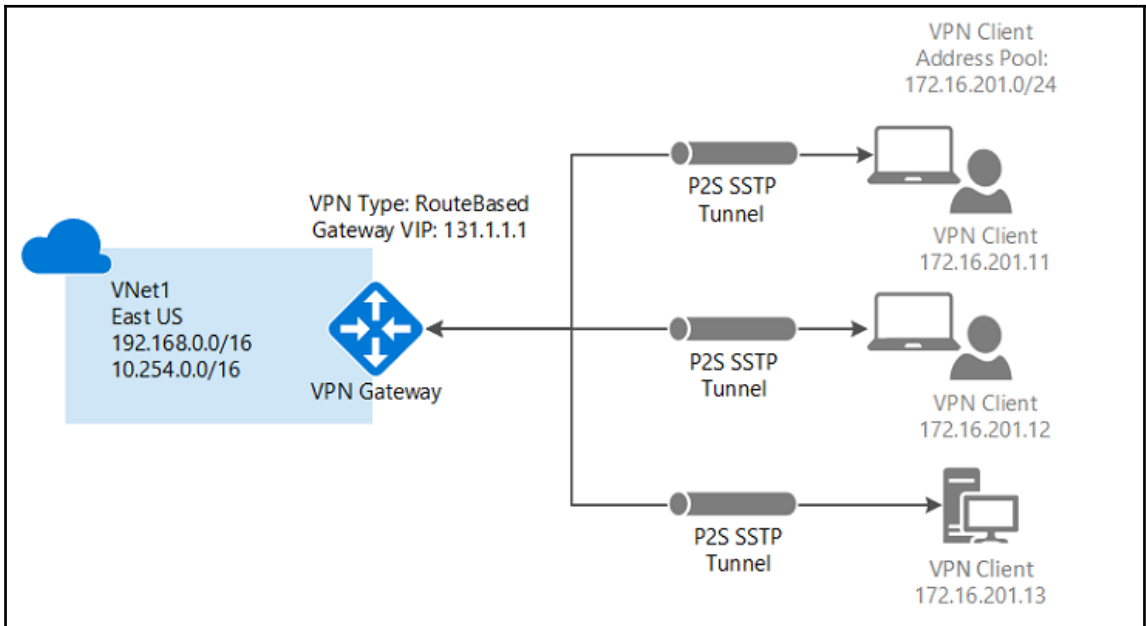 VPN Client
Address Pool:
172.16.201.0/24
P2S SSTP
Tunnel
VPN Type: RouteBased
Gateway VIP: 131.1.1.1
VPN Client
172.16.201.11
VNet1
East US
192.168.0.0/16
10.254.0.0/16
VPN Gateway
P2S SSTP
Tunnel
VPN Client
172.16.201.12
P2S SSTP
Tunnel
VPN Client
172.16.201.13